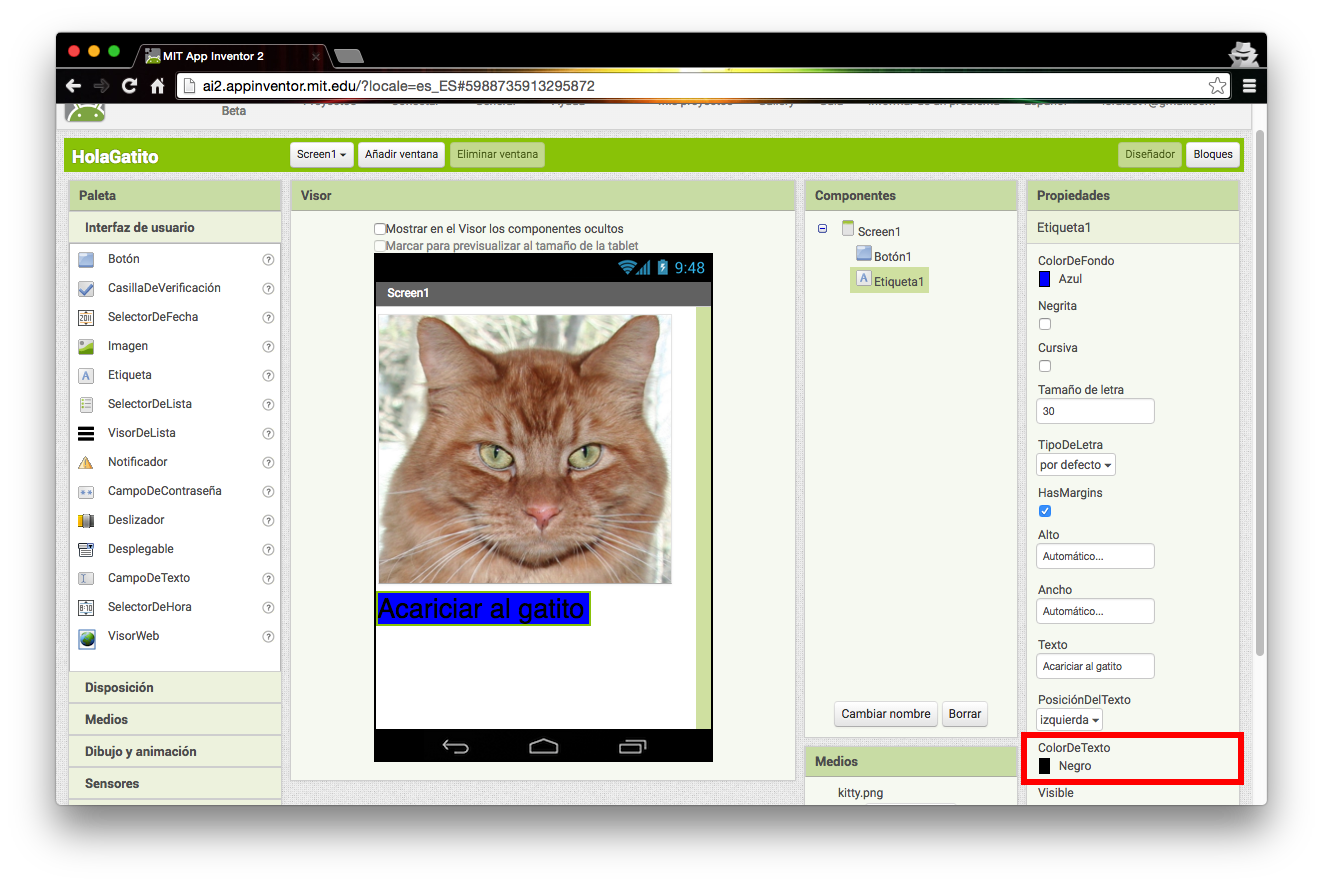 MIT App Inventor 2
ai2.appinventor.mit.edu/?locale=es_ES#5988735913295872
Beta
HolaGatito
Screen1
Añadir ventana
Eliminar ventana
Diseñador
Bloques
Paleta
Interfaz de usuario
Botón
CasillaDeVerificación
SelectorDeFecha
Imagen
Etiqueta
SelectorDeLista
VisorDeLista
Notificador
CampoDeContraseña
Deslizador
Desplegable
CampoDeTexto
SelectorDeHora
VisorWeb
Disposición
Medios
Dibujo y animación
Sensores
Visor
Mostrar en el Visor los componentes ocultos
Marcar para previsualizar al tamaño de la tablet
9:48
Screen1
Acariciar al gatito
Componentes
Screen1
Botón1
Etiqueta1
Cambiar nombre
Borrar
Medios
kitty.png
Propiedades
Etiqueta1
ColorDeFondo
Azul
Negrita
Cursiva
Tamaño de letra
30
TipoDeLetra
por defecto
HasMargins
Alto
Automático...
Ancho
Automático...
Texto
Acariciar al gatito
PosiciónDelTexto
izquierda
ColorDeTexto
Negro
Visible